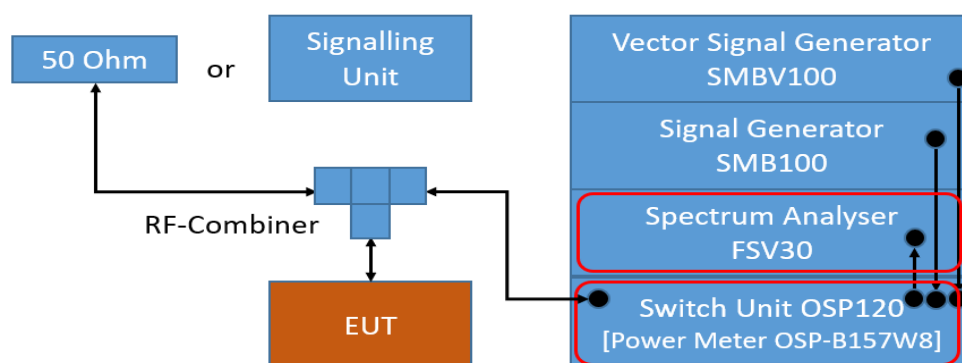 50 Ohm
or
Signalling
Unit
Vector Signal Generator
SMBV100
Signal Generator
SMB100
Spectrum Analyser
FSV30
RF-Combiner
EUT
Switch Unit OSP120
[Power Meter OSP-B157W8]